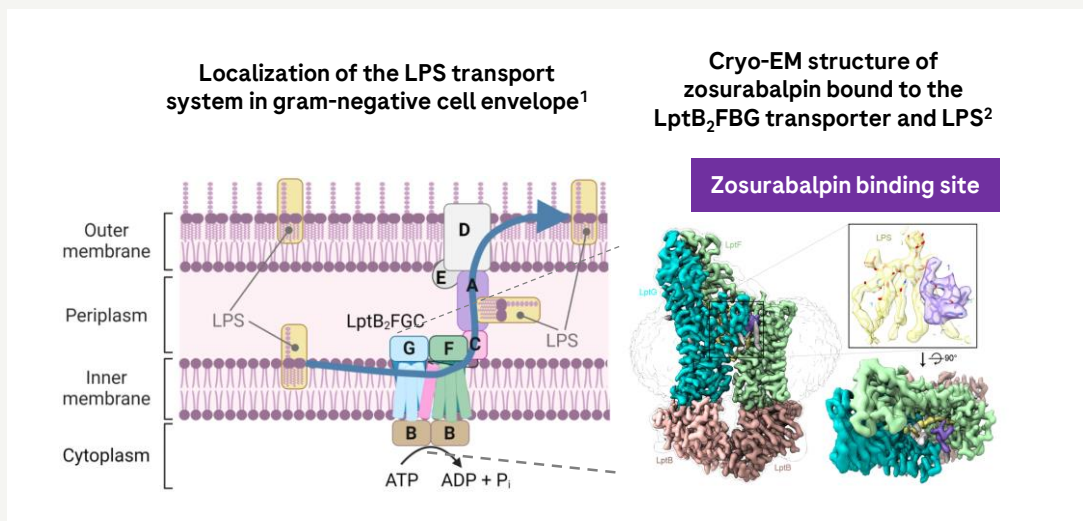 Localization of the LPS transport
system in gram-negative cell envelope¹
Cryo-EM structure of
zosurabalpin bound to the
LptB₂FBG transporter and LPS²
Zosurabalpin binding site
Outer
membrane
Periplasm
Inner
membrane
Cytoplasm
D
E
A
LPS
LptB₂FGC
LPS
G
F
C
B
B
ATP
ADP + Pᵢ
LptF
LptG
LptB
LptB
LPS
1
90°